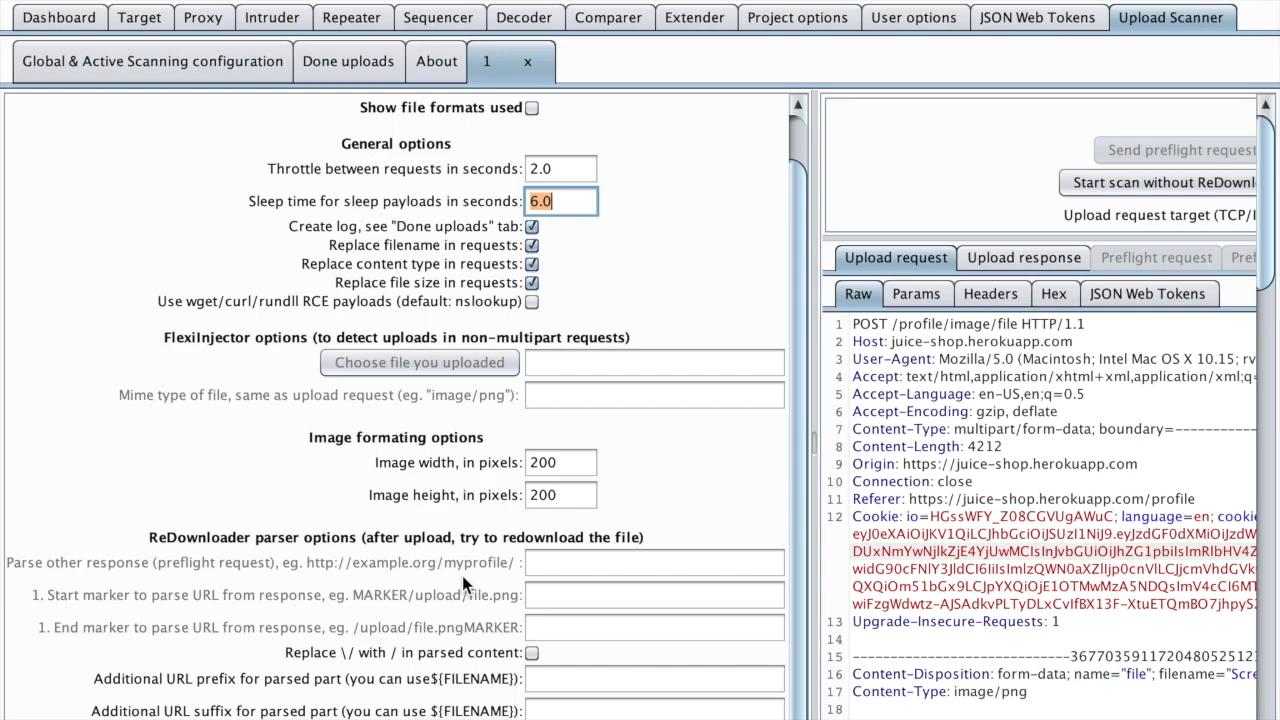 Dashboard Target Proxy Intruder Repeater Sequencer Decoder Comparer Extender Project options User options JSON Web Tokens Upload Scanner
Global & Active Scanning configuration Done uploads About 1 x
Show file formats used
General options
Throttle between requests in seconds: 2.0
Sleep time for sleep payloads in seconds: 6.0
Create log, see "Done uploads" tab:
Replace filename in requests:
Replace content type in requests:
Replace file size in requests:
Use wget/curl/rundll RCE payloads (default: nslookup)
FlexiInjector options (to detect uploads in non-multipart requests)
Choose file you uploaded
Mime type of file, same as upload request (eg. "image/png"):
Image formating options
Image width, in pixels: 200
Image height, in pixels: 200
ReDownloader parser options (after upload, try to redownload the file)
Parse other response (preflight request), eg. http://example.org/myprofile/ :
1. Start marker to parse URL from response, eg. MARKER/upload/file.png:
1. End marker to parse URL from response, eg. /upload/file.pngMARKER:
Replace \/ with / in parsed content:
Additional URL prefix for parsed part (you can use${FILENAME}):
Additional URL suffix for parsed part (you can use ${FILENAME}):
Send preflight request
Start scan without ReDownl
Upload request target (TCP/I
Upload request Upload response Preflight request Pref
Raw Params Headers Hex JSON Web Tokens
1 POST /profile/image/file HTTP/1.1
2 Host: juice-shop.herokuapp.com
3 User-Agent: Mozilla/5.0 (Macintosh; Intel Mac OS X 10.15; rv
4 Accept: text/html,application/xhtml+xml,application/xml;q=
5 Accept-Language: en-US,en;q=0.5
6 Accept-Encoding: gzip, deflate
7 Content-Type: multipart/form-data; boundary=-----------
8 Content-Length: 4212
9 Origin: https://juice-shop.herokuapp.com
10 Connection: close
11 Referer: https://juice-shop.herokuapp.com/profile
12 Cookie: io=HGssWFY_Z08CGVUgAWuC; language=en; cookie
13 Upgrade-Insecure-Requests: 1
14
15 -----------------------------3677035911720480525123
16 Content-Disposition: form-data; name="file"; filename="Scre
17 Content-Type: image/png
18